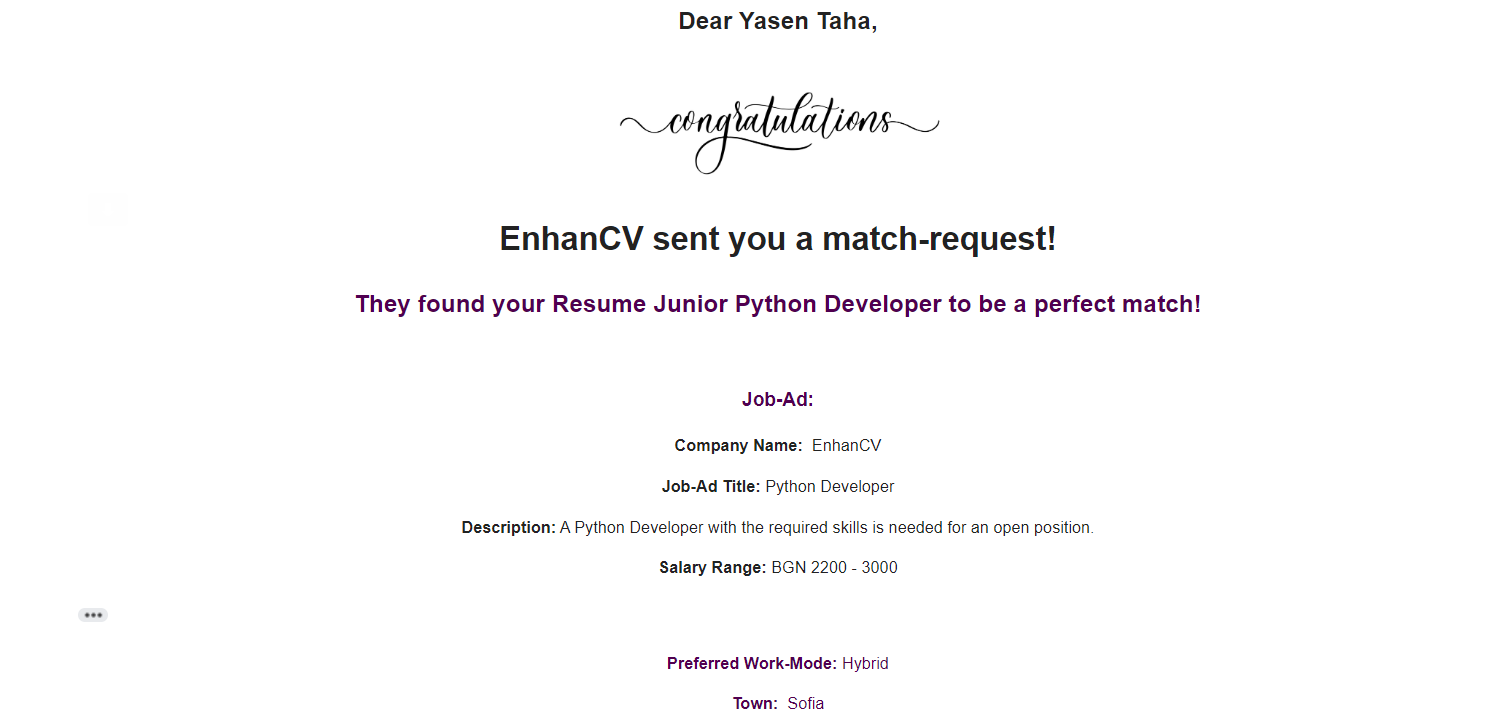 Dear Yasen Taha,
congratulations
EnhanCV sent you a match-request!
They found your Resume Junior Python Developer to be a perfect match!
Job-Ad:
Company Name: EnhanCV
Job-Ad Title: Python Developer
Description: A Python Developer with the required skills is needed for an open position.
Salary Range: BGN 2200 - 3000
Preferred Work-Mode: Hybrid
Town: Sofia